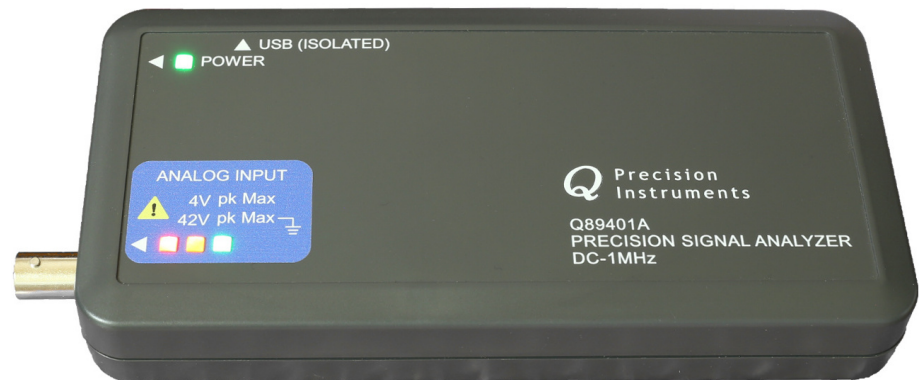 USB (ISOLATED)
POWER
ANALOG INPUT
4V pk Max
42V pk Max
Q Precision
Instruments
Q89401A
PRECISION SIGNAL ANALYZER
DC-1MHz